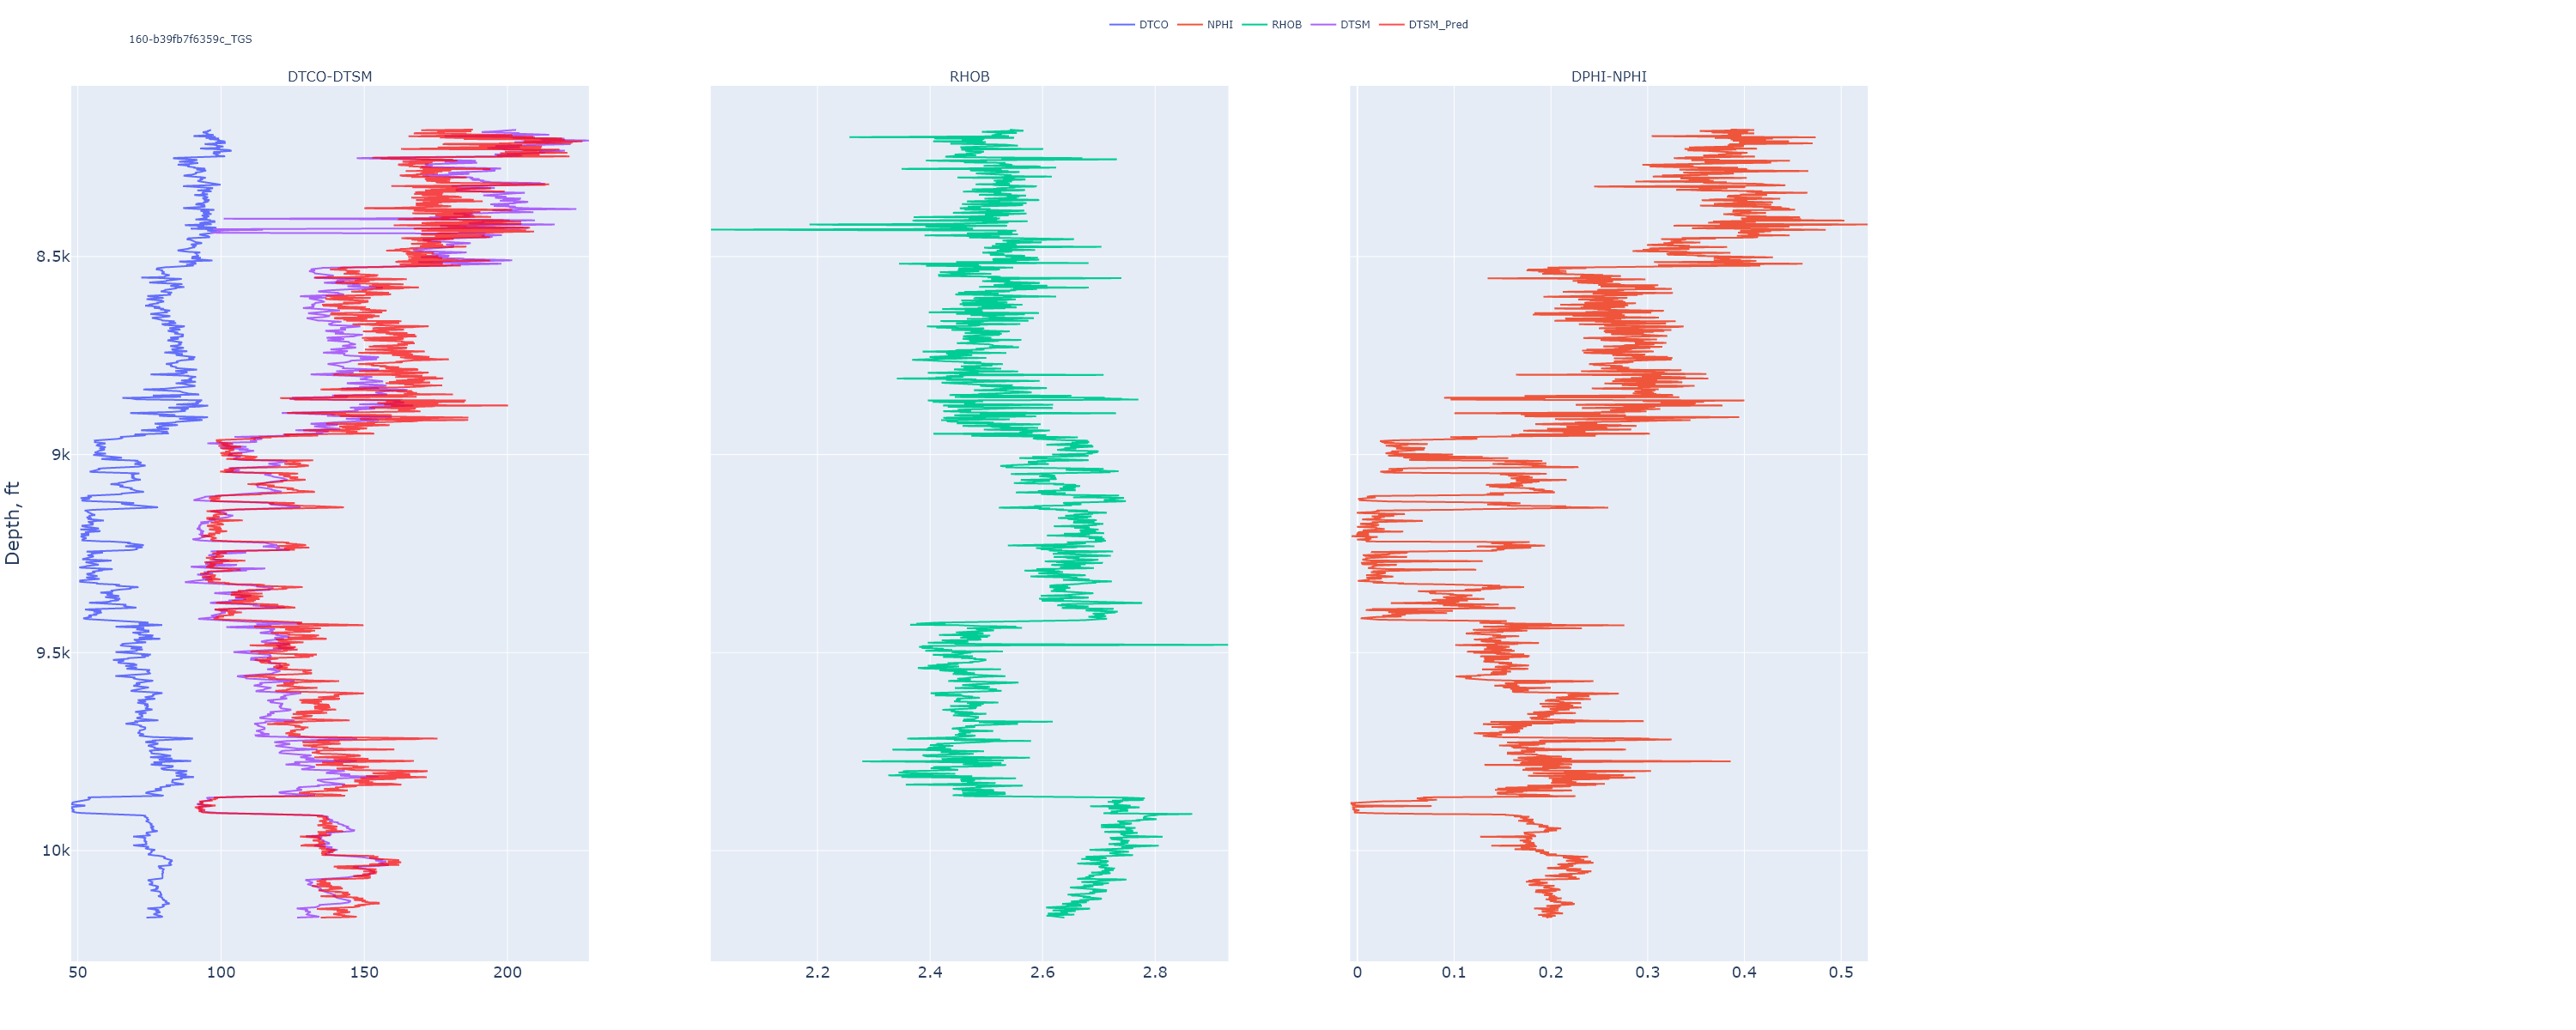 DTCO NPHI RHOB DTSM DTSM_Pred
160-b39fb7f6359c_TGS
DTCO-DTSM RHOB DPHI-NPHI
8.5k
9k
Depth, ft
9.5k
10k
50 100 150 200 2.2 2.4 2.6 2.8 0 0.1 0.2 0.3 0.4 0.5